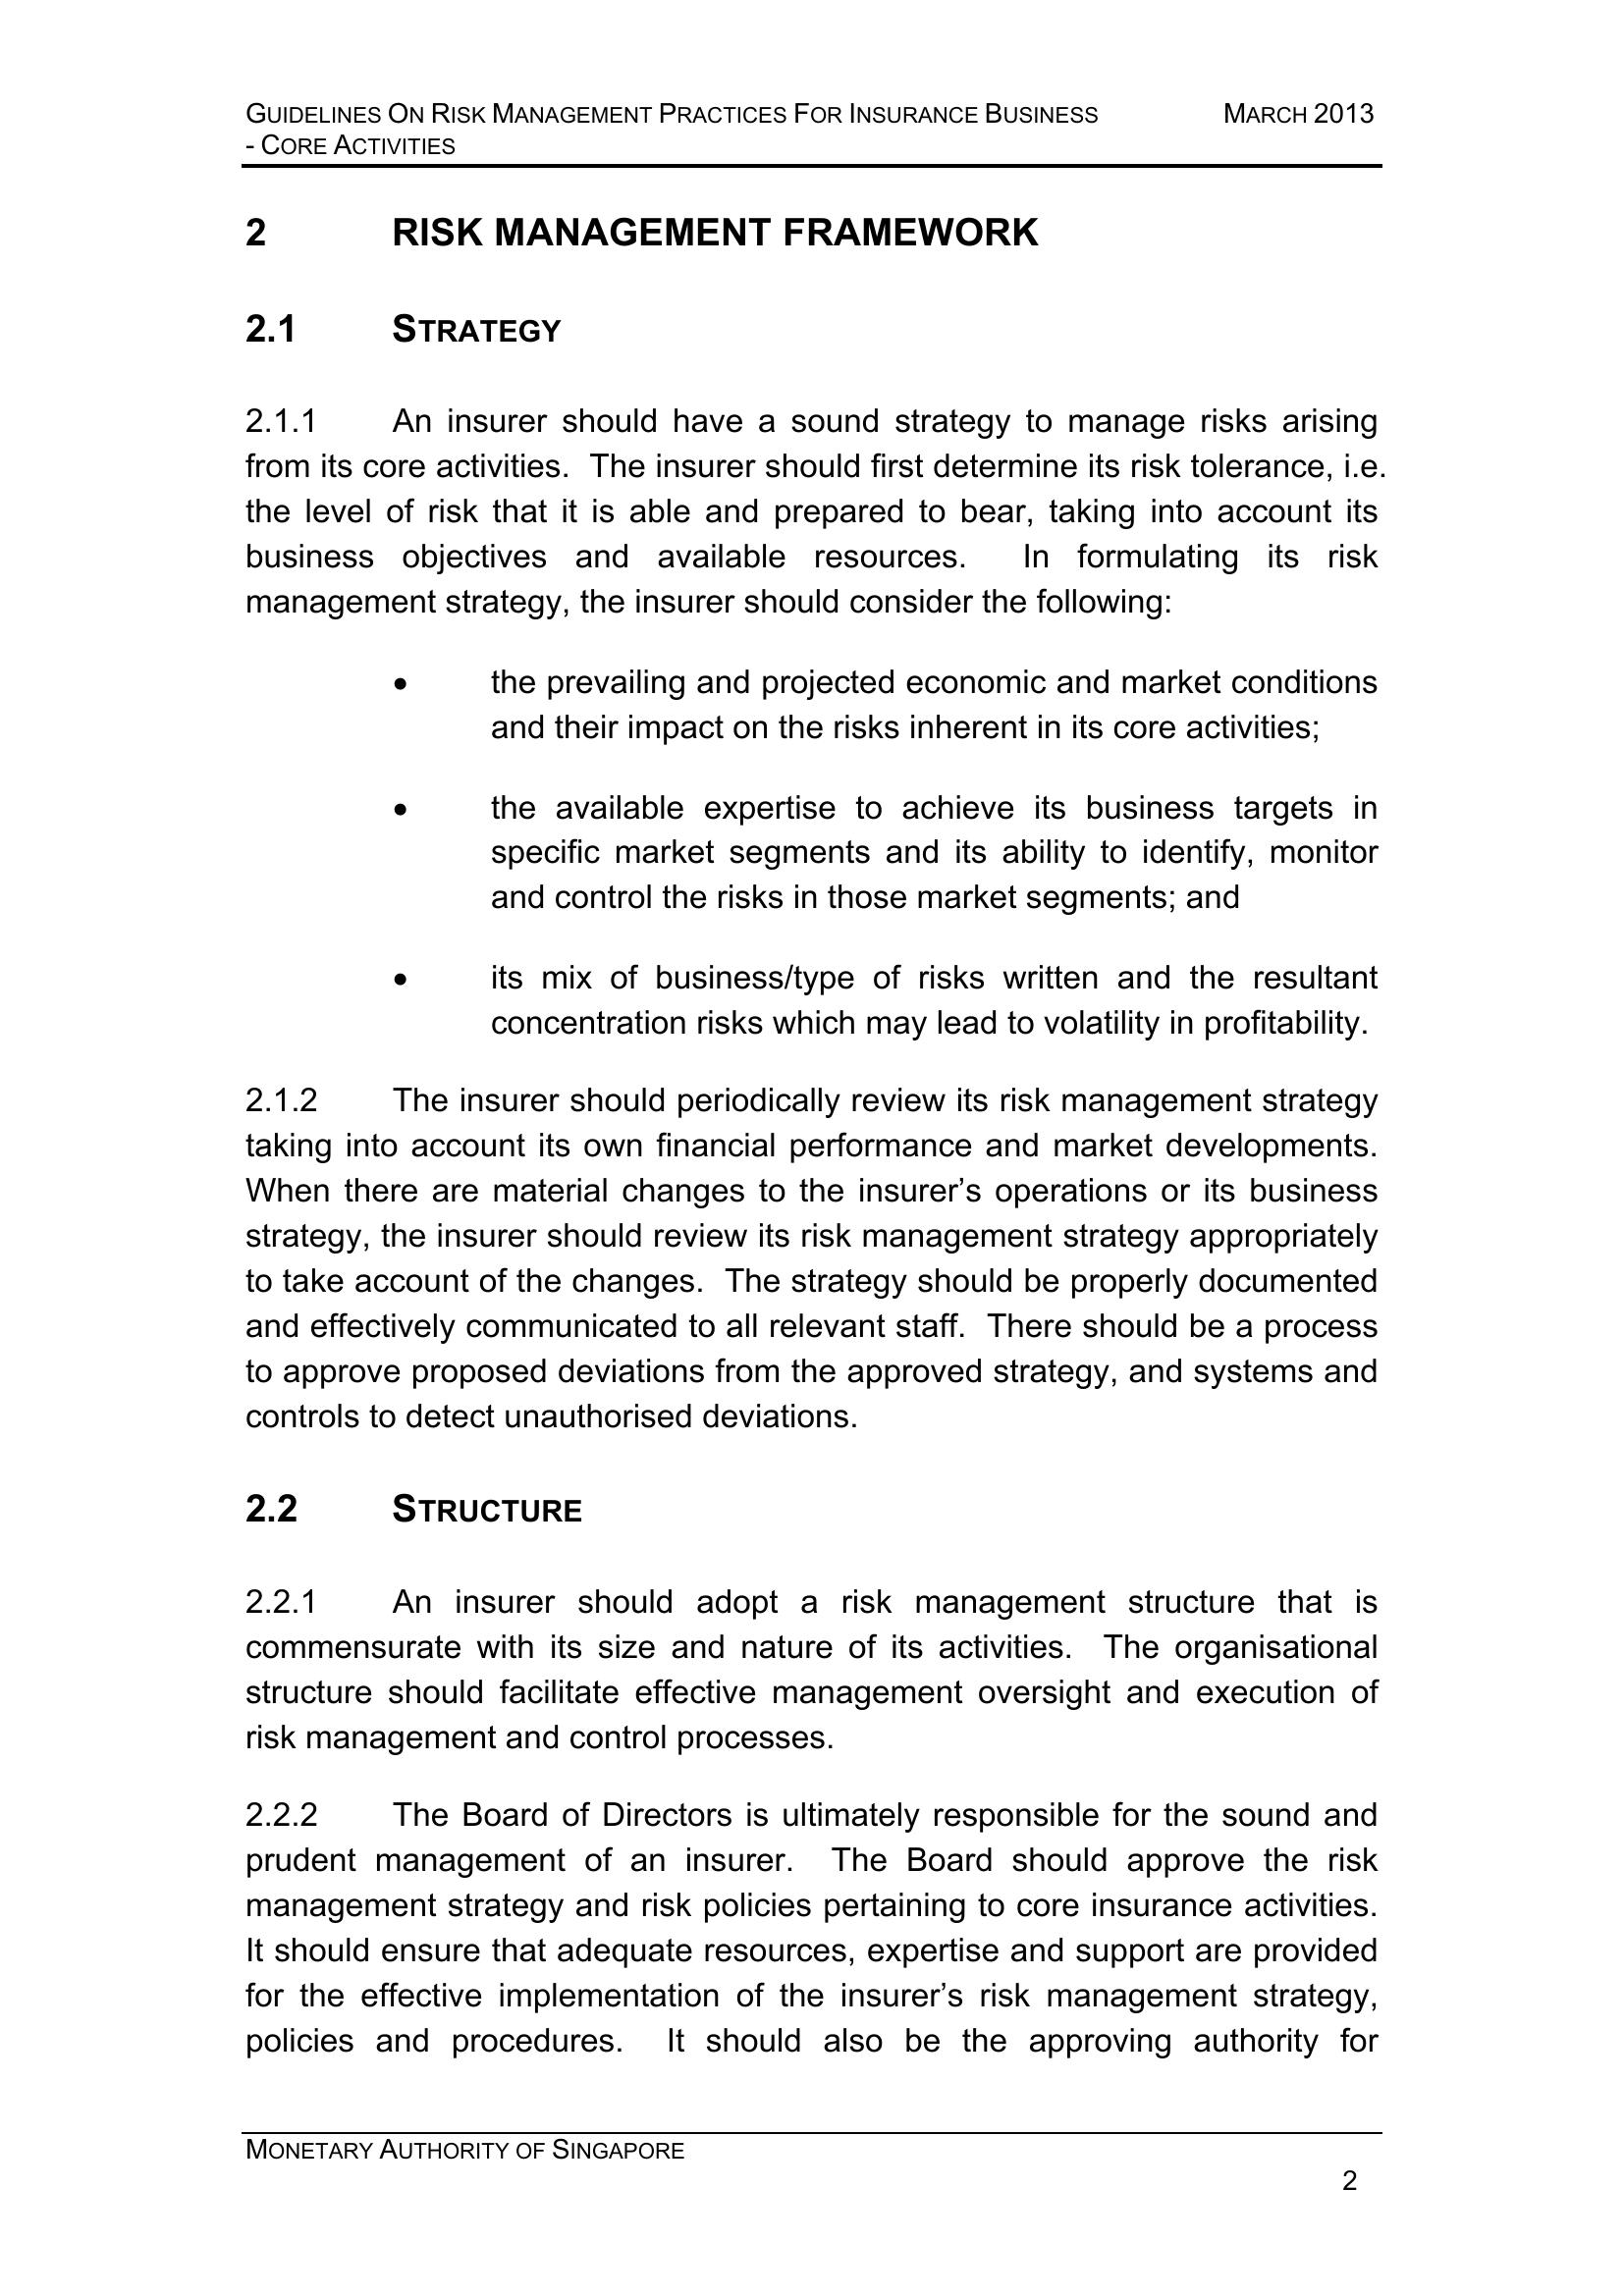 GUIDELINES ON RISK MANAGEMENT PRACTICES FOR INSURANCE BUSINESS MARCH 2013
- CORE ACTIVITIES
2 RISK MANAGEMENT FRAMEWORK
2.1 STRATEGY
2.1.1 An insurer should have a sound strategy to manage risks arising
from its core activities. The insurer should first determine its risk tolerance, i.e.
the level of risk that it is able and prepared to bear, taking into account its
business objectives and available resources. In formulating its risk
management strategy, the insurer should consider the following:
• the prevailing and projected economic and market conditions
and their impact on the risks inherent in its core activities;
• the available expertise to achieve its business targets in
specific market segments and its ability to identify, monitor
and control the risks in those market segments; and
• its mix of business/type of risks written and the resultant
concentration risks which may lead to volatility in profitability.
2.1.2 The insurer should periodically review its risk management strategy
taking into account its own financial performance and market developments.
When there are material changes to the insurer’s operations or its business
strategy, the insurer should review its risk management strategy appropriately
to take account of the changes. The strategy should be properly documented
and effectively communicated to all relevant staff. There should be a process
to approve proposed deviations from the approved strategy, and systems and
controls to detect unauthorised deviations.
2.2 STRUCTURE
2.2.1 An insurer should adopt a risk management structure that is
commensurate with its size and nature of its activities. The organisational
structure should facilitate effective management oversight and execution of
risk management and control processes.
2.2.2 The Board of Directors is ultimately responsible for the sound and
prudent management of an insurer. The Board should approve the risk
management strategy and risk policies pertaining to core insurance activities.
It should ensure that adequate resources, expertise and support are provided
for the effective implementation of the insurer’s risk management strategy,
policies and procedures. It should also be the approving authority for
MONETARY AUTHORITY OF SINGAPORE
2